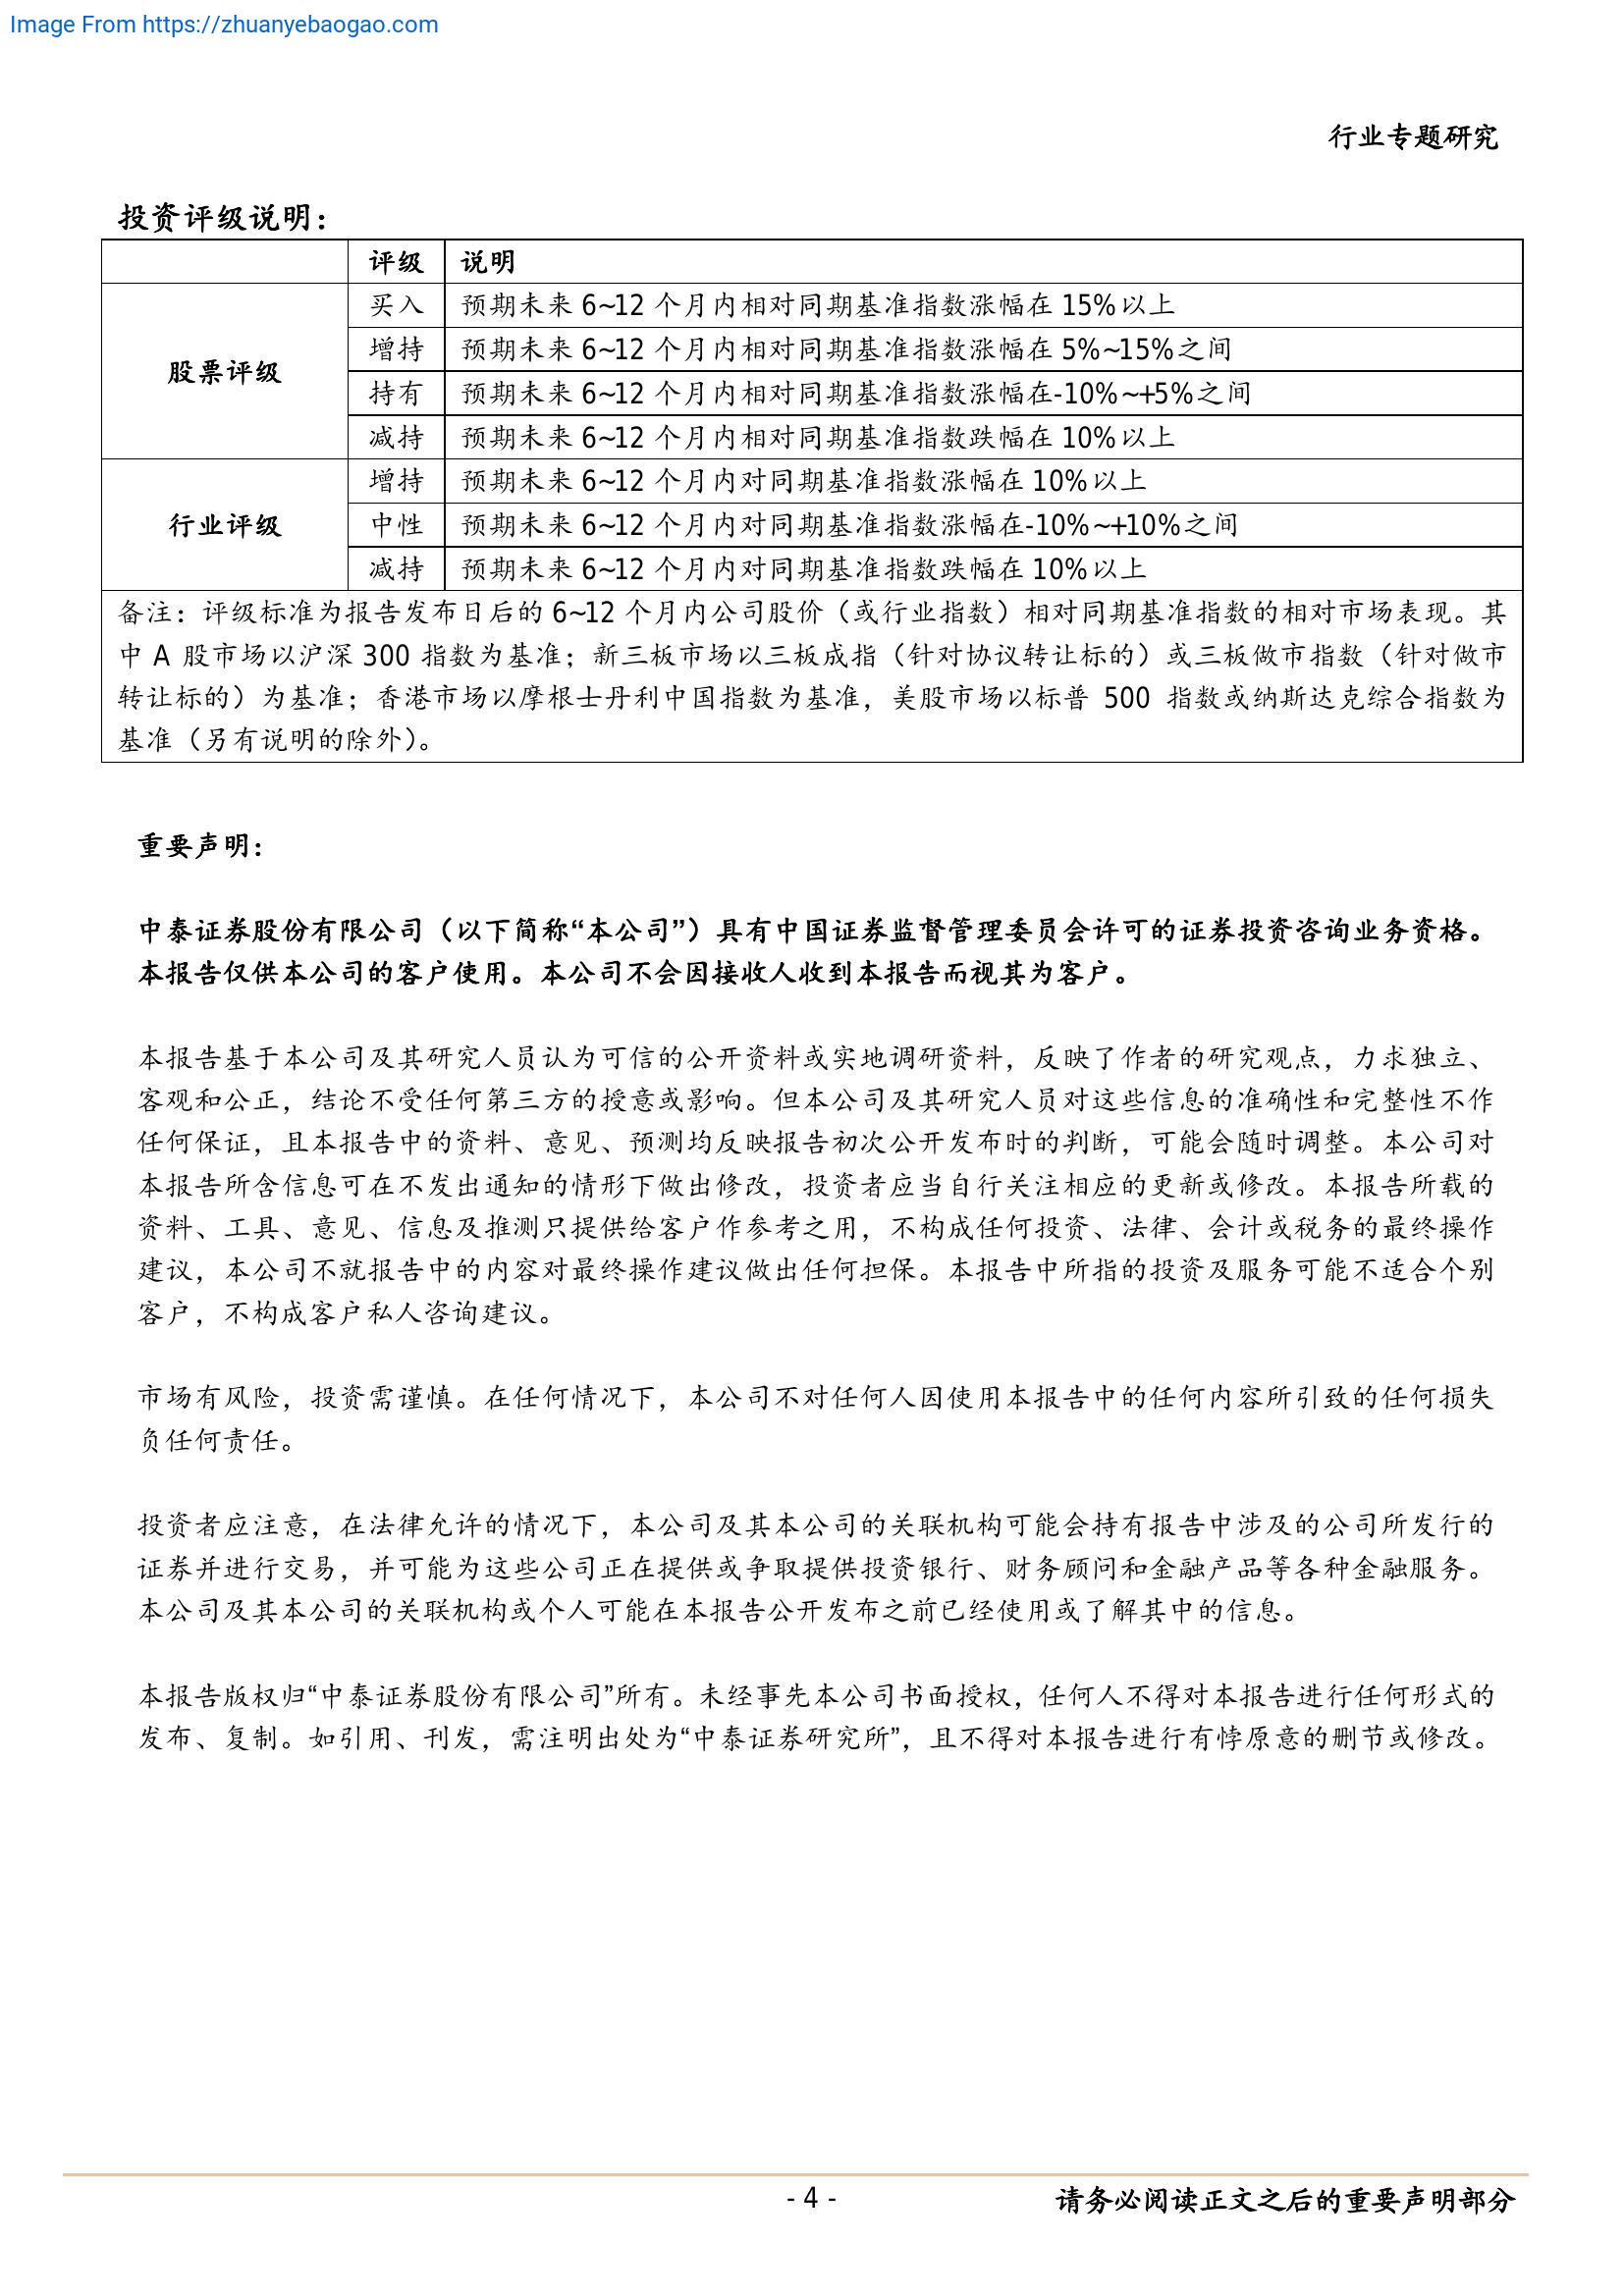 Image From https://zhuanyebaogao.com
行业专题研究
投资评级说明：
评级 说明
股票评级
买入 预期未来 6~12 个月内相对同期基准指数涨幅在 15%以上
增持 预期未来 6~12 个月内相对同期基准指数涨幅在 5%~15%之间
持有 预期未来 6~12 个月内相对同期基准指数涨幅在-10%~+5%之间
减持 预期未来 6~12 个月内相对同期基准指数跌幅在 10%以上
行业评级
增持 预期未来 6~12 个月内对同期基准指数涨幅在 10%以上
中性 预期未来 6~12 个月内对同期基准指数涨幅在-10%~+10%之间
减持 预期未来 6~12 个月内对同期基准指数跌幅在 10%以上
备注：评级标准为报告发布日后的 6~12 个月内公司股价（或行业指数）相对同期基准指数的相对市场表现。其
中 A 股市场以沪深 300 指数为基准；新三板市场以三板成指（针对协议转让标的）或三板做市指数（针对做市
转让标的）为基准；香港市场以摩根士丹利中国指数为基准，美股市场以标普 500 指数或纳斯达克综合指数为
基准（另有说明的除外）。
重要声明：
中泰证券股份有限公司（以下简称“本公司”）具有中国证券监督管理委员会许可的证券投资咨询业务资格。
本报告仅供本公司的客户使用。本公司不会因接收人收到本报告而视其为客户。
本报告基于本公司及其研究人员认为可信的公开资料或实地调研资料，反映了作者的研究观点，力求独立、
客观和公正，结论不受任何第三方的授意或影响。但本公司及其研究人员对这些信息的准确性和完整性不作
任何保证，且本报告中的资料、意见、预测均反映报告初次公开发布时的判断，可能会随时调整。本公司对
本报告所含信息可在不发出通知的情形下做出修改，投资者应当自行关注相应的更新或修改。本报告所载的
资料、工具、意见、信息及推测只提供给客户作参考之用，不构成任何投资、法律、会计或税务的最终操作
建议，本公司不就报告中的内容对最终操作建议做出任何担保。本报告中所指的投资及服务可能不适合个别
客户，不构成客户私人咨询建议。
市场有风险，投资需谨慎。在任何情况下，本公司不对任何人因使用本报告中的任何内容所引致的任何损失
负任何责任。
投资者应注意，在法律允许的情况下，本公司及其本公司的关联机构可能会持有报告中涉及的公司所发行的
证券并进行交易，并可能为这些公司正在提供或争取提供投资银行、财务顾问和金融产品等各种金融服务。
本公司及其本公司的关联机构或个人可能在本报告公开发布之前已经使用或了解其中的信息。
本报告版权归“中泰证券股份有限公司”所有。未经事先本公司书面授权，任何人不得对本报告进行任何形式的
发布、复制。如引用、刊发，需注明出处为“中泰证券研究所”，且不得对本报告进行有悖原意的删节或修改。
- 4 - 请务必阅读正文之后的重要声明部分